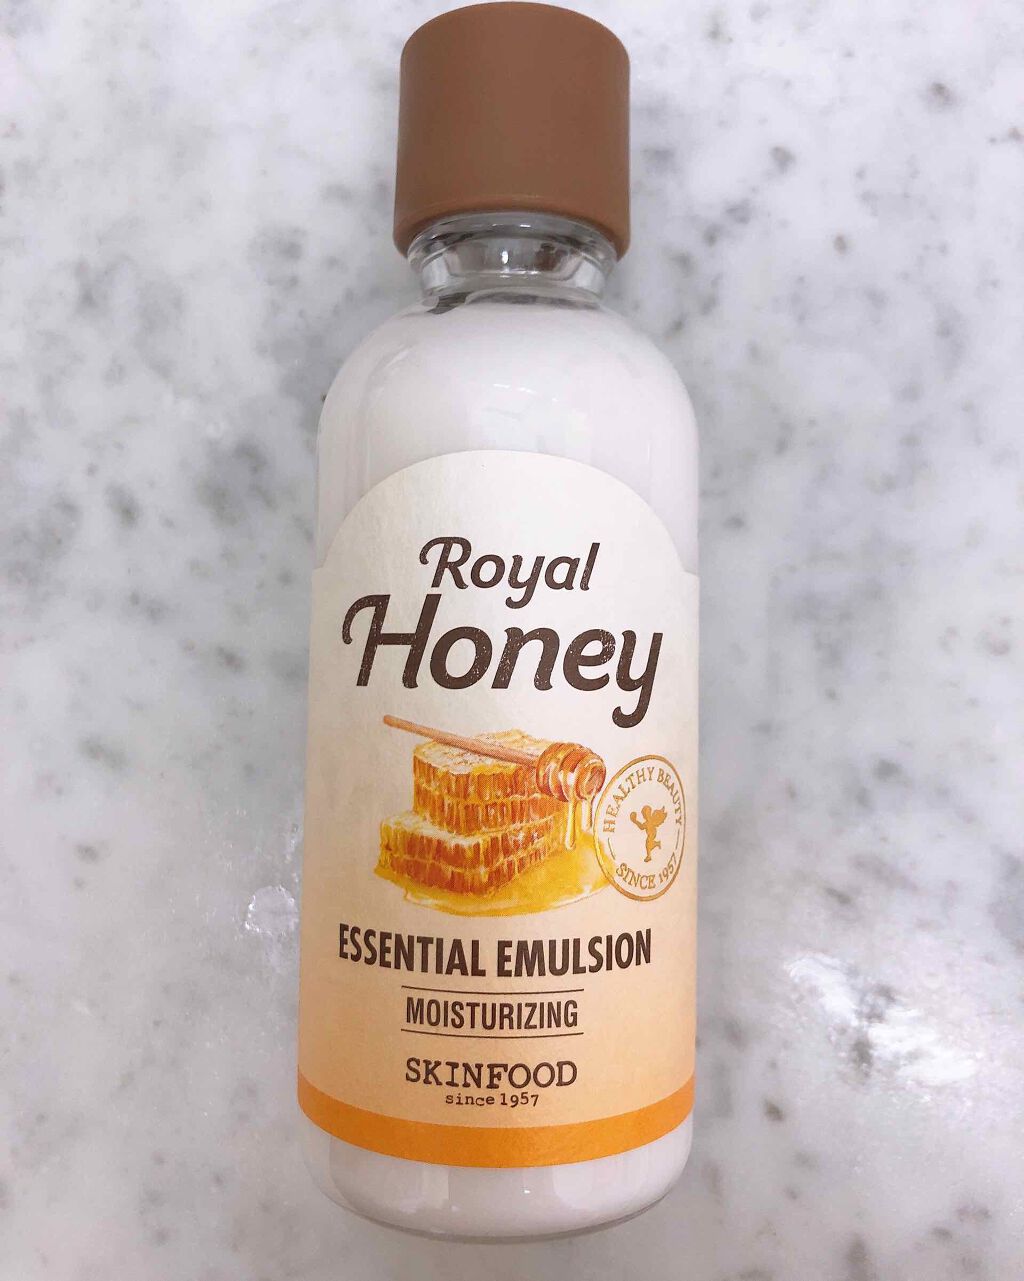 Royal
Honey
HEALTHY BEAUTY
SINCE 1957
ESSENTIAL EMULSION
MOISTURIZING
SKINFOOD
since 1957